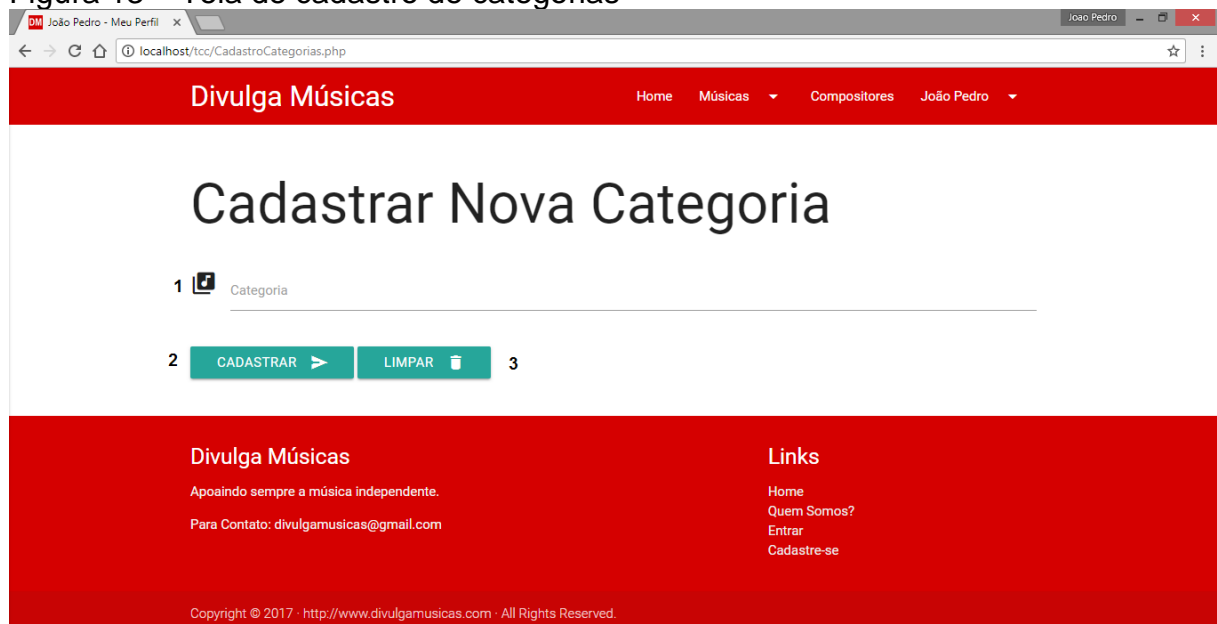 Figura 18 – Tela de cadastro de categorias
DM João Pedro - Meu Perfil ×
Joao Pedro
localhost/tcc/CadastroCategorias.php
Divulga Músicas Home Músicas Compositores João Pedro
Cadastrar Nova Categoria
1 Categoria
2 CADASTRAR LIMPAR 3
Divulga Músicas
Apoaindo sempre a música independente.
Para Contato: divulgamusicas@gmail.com
Links
Home
Quem Somos?
Entrar
Cadastre-se
Copyright © 2017 · http://www.divulgamusicas.com · All Rights Reserved.